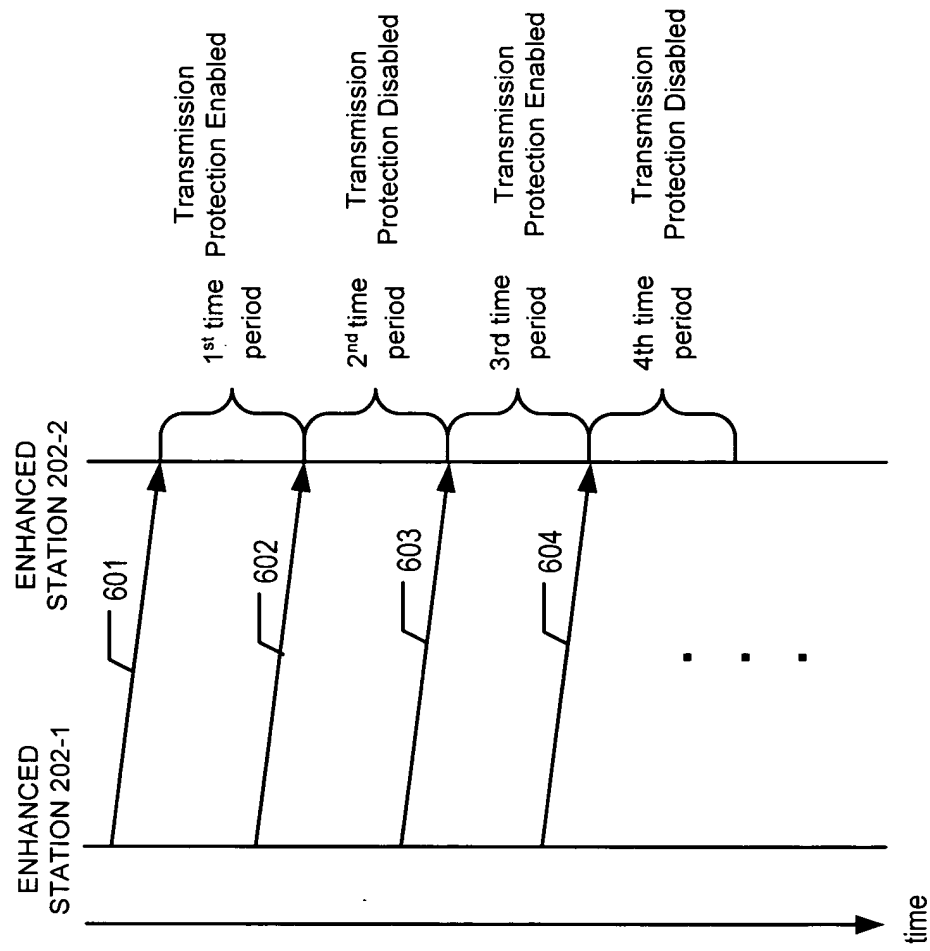 ENHANCED
STATION 202-1
ENHANCED
STATION 202-2
601
602
603
604
1st time
period
Transmission
Protection Enabled
2nd time
period
Transmission
Protection Disabled
3rd time
period
Transmission
Protection Enabled
4th time
period
Transmission
Protection Disabled
time